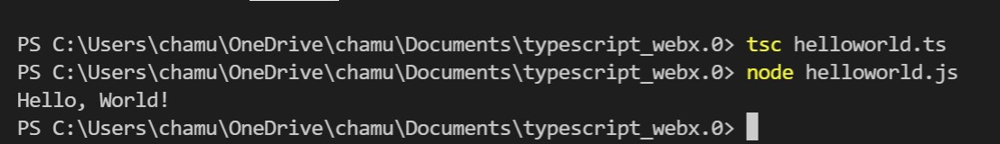 PS C:\Users\chamu\OneDrive\chamu\Documents\typescript_webx.0> tsc helloworld.ts
PS C:\Users\chamu\OneDrive\chamu\Documents\typescript_webx.0> node helloworld.js
Hello, World!
PS C:\Users\chamu\OneDrive\chamu\Documents\typescript_webx.0>